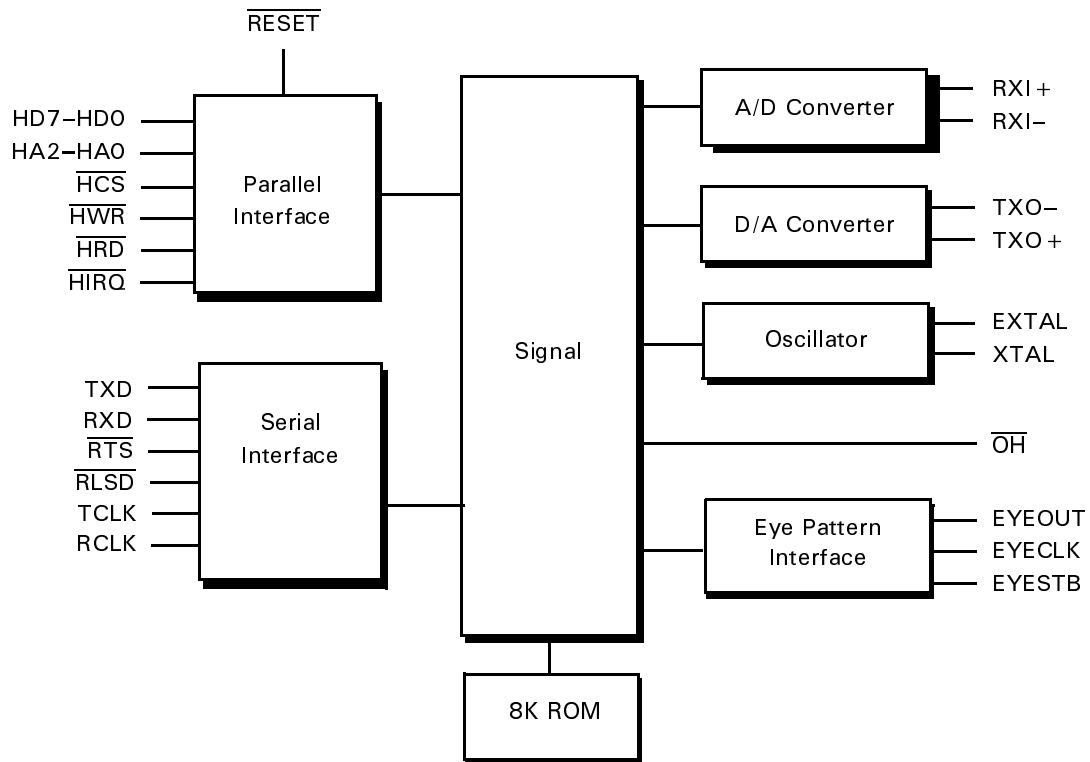 RESET
HD7–HD0
HA2–HA0
HCS
HWR
HRD
HIRQ
Parallel
Interface
TXD
RXD
RTS
RLSD
TCLK
RCLK
Serial
Interface
Signal
8K ROM
A/D Converter
RXI+
RXI–
D/A Converter
TXO–
TXO+
Oscillator
EXTAL
XTAL
OH
Eye Pattern
Interface
EYEOUT
EYECLK
EYESTB